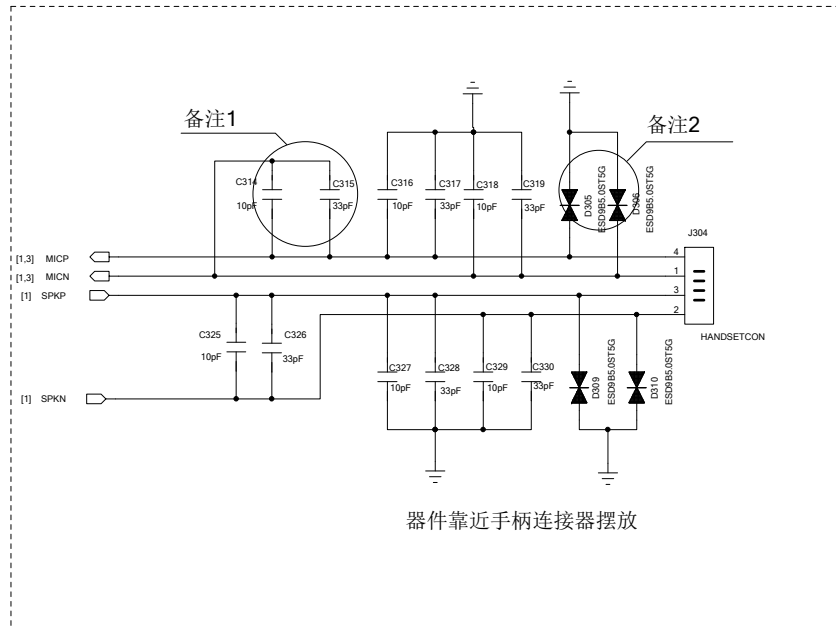 备注1
备注2
C314
10pF
C315
33pF
C316
10pF
C317
33pF
C318
10pF
C319
33pF
D305
ESD9B5.0ST5G
D306
ESD9B5.0ST5G
J304
[1,3] MICP
4
[1,3] MICN
1
[1] SPKP
3
2
HANDSETCON
C325
10pF
C326
33pF
C327
10pF
C328
33pF
C329
10pF
C330
33pF
D309
ESD9B5.0ST5G
D310
ESD9B5.0ST5G
[1] SPKN
器件靠近手柄连接器摆放